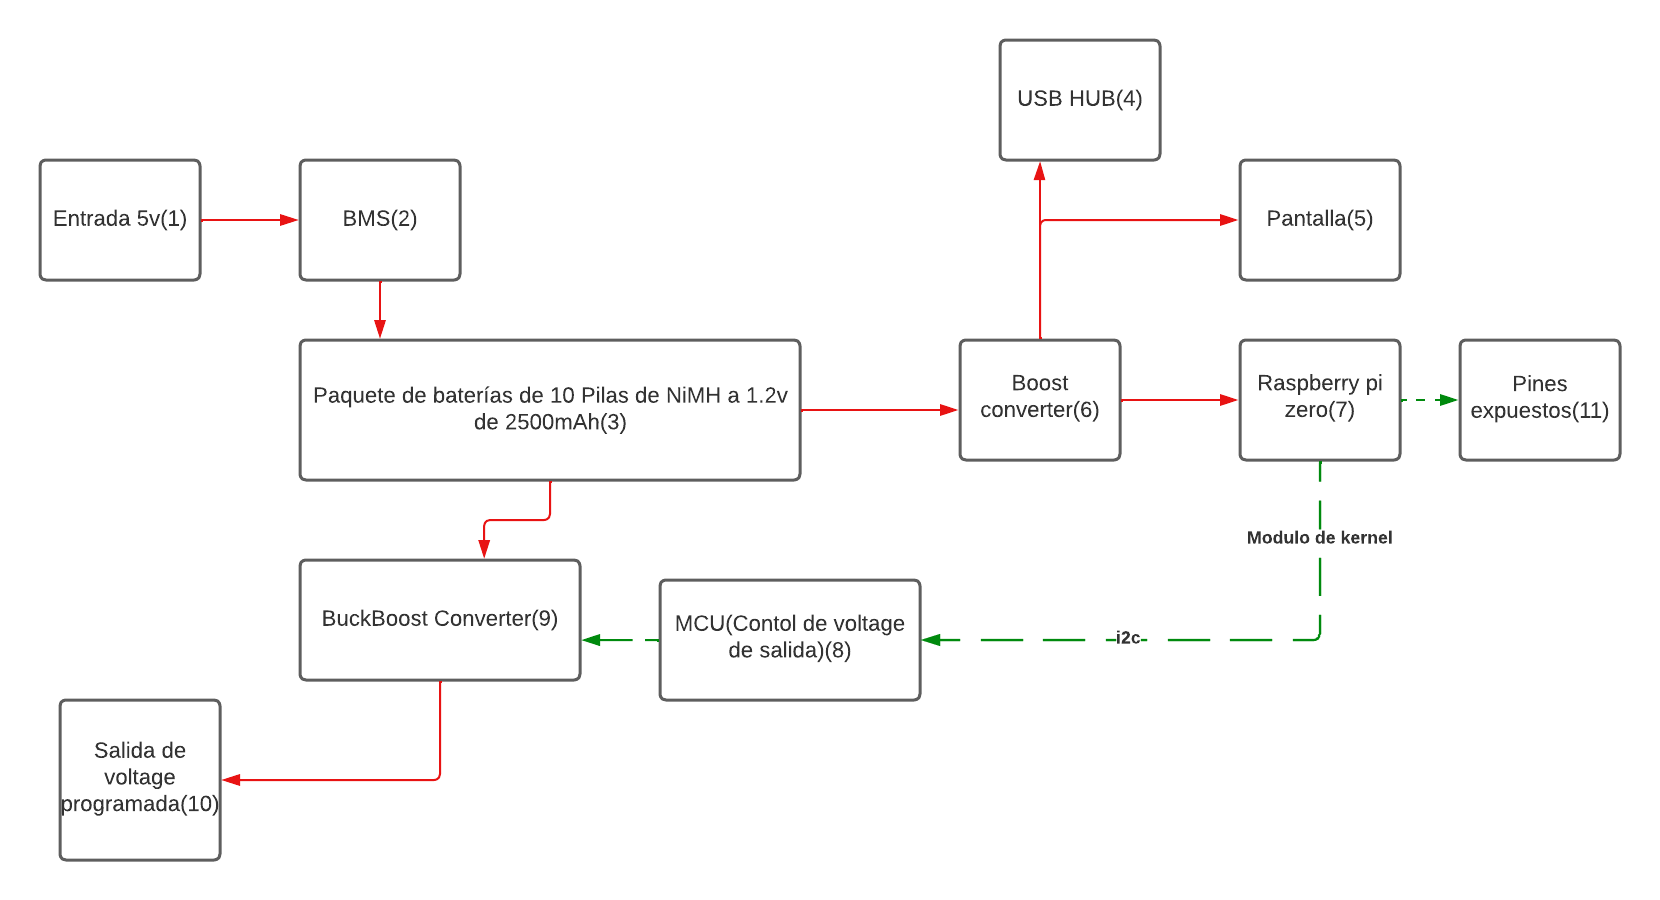 USB HUB(4)
Entrada 5v(1)
BMS(2)
Pantalla(5)
Paquete de baterías de 10 Pilas de NiMH a 1.2v
de 2500mAh(3)
Boost
converter(6)
Raspberry pi
zero(7)
Pines
expuestos(11)
Modulo de kernel
BuckBoost Converter(9)
MCU(Contol de voltage
de salida)(8)
i2c
Salida de
voltage
programada(10)